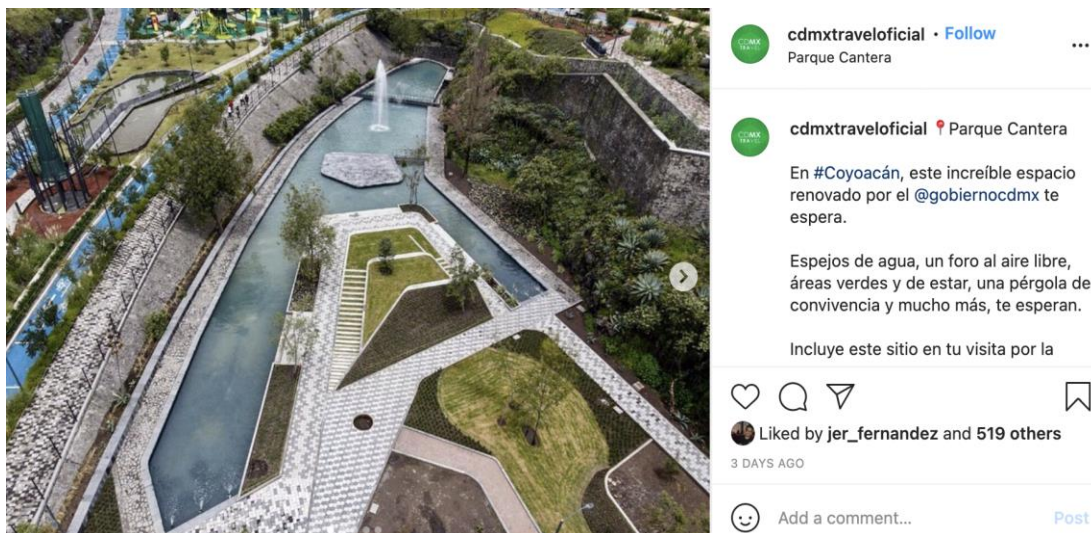 cdmxtraveloficial • Follow
Parque Cantera
cdmxtraveloficial 📍Parque Cantera
En #Coyoacán, este increíble espacio
renovado por el @gobiernocdmx te
espera.
Espejos de agua, un foro al aire libre,
áreas verdes y de estar, una pérgola de
convivencia y mucho más, te esperan.
Incluye este sitio en tu visita por la
Liked by jer_fernandez and 519 others
3 DAYS AGO
Add a comment...
Post